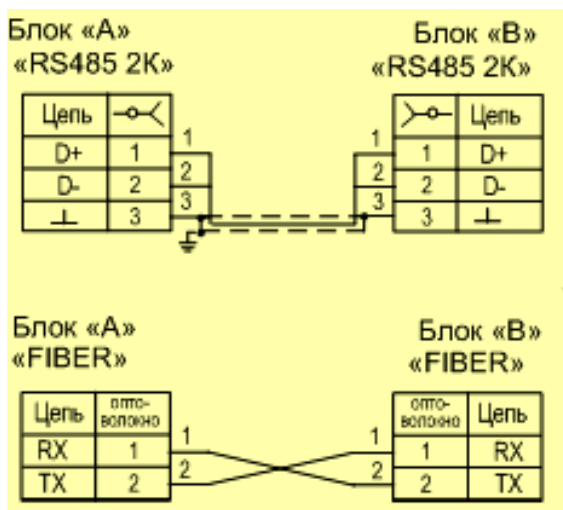 Блок «А» Блок «В»
«RS485 2К» «RS485 2К»
Цепь Цепь
1 1
D+ 1 1 D+
2 2
D- 2 2 D-
3 3
⊥ 3 3 ⊥
Блок «А» Блок «В»
«FIBER» «FIBER»
Цепь опто- опто- Цепь
волокно волокно
1 1
RX 1 1 RX
2 2
TX 2 2 TX